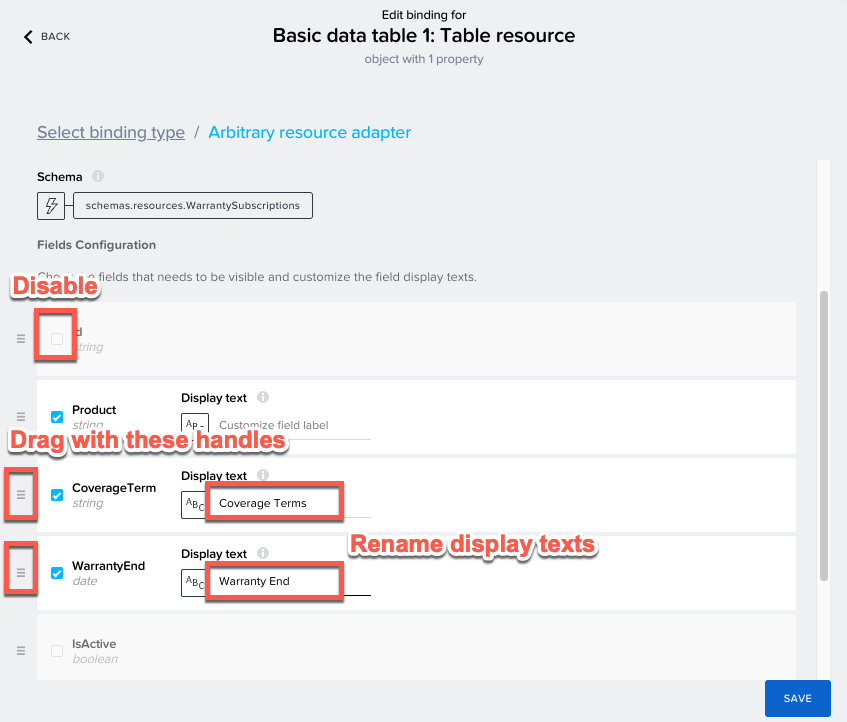 Edit binding for
BACK
Basic data table 1: Table resource
object with 1 property
Select binding type / Arbitrary resource adapter
Schema
schemas.resources.WarrantySubscriptions
Fields Configuration
fields that needs to be visible and customize the field display texts.
Disable
string
Display text
Product
string
Customize field label
Drag with these handles
Display text
CoverageTerm
string
ABC
Coverage Terms
Rename display texts
Display text
WarrantyEnd
date
ABC
Warranty End
IsActive
boolean
SAVE